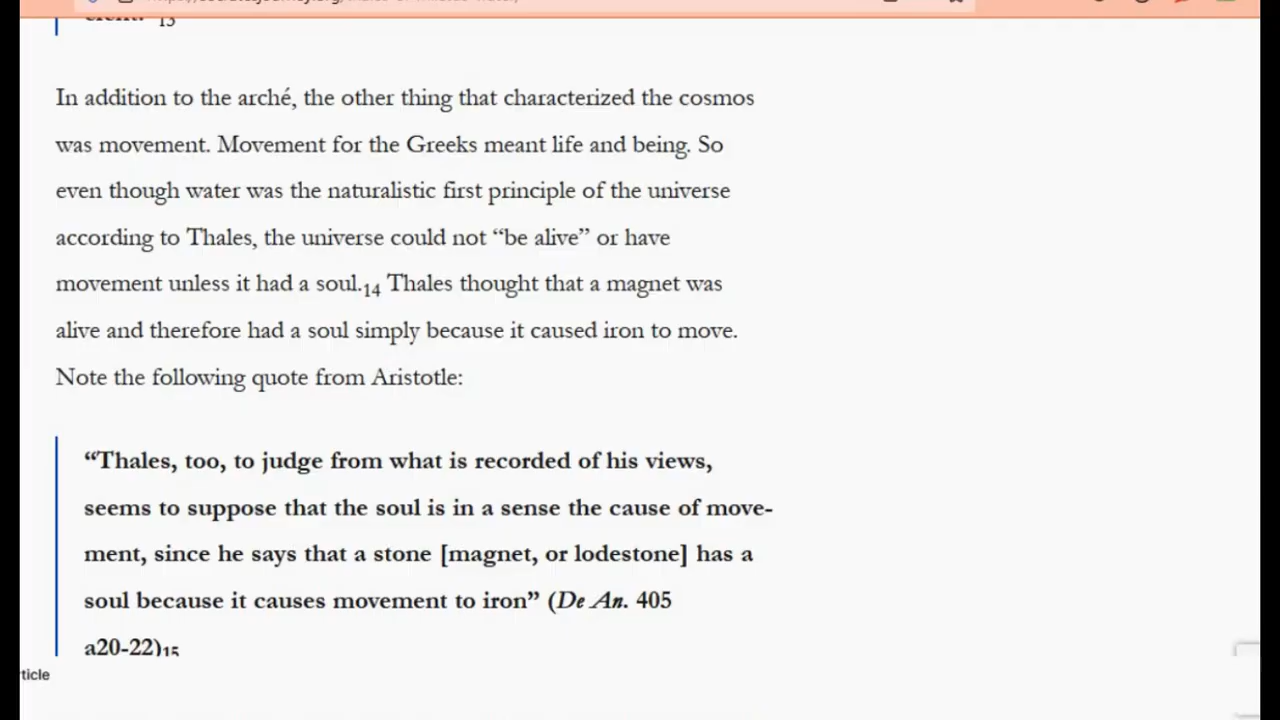 13
In addition to the arché, the other thing that characterized the cosmos
was movement. Movement for the Greeks meant life and being. So
even though water was the naturalistic first principle of the universe
according to Thales, the universe could not “be alive” or have
movement unless it had a soul.14 Thales thought that a magnet was
alive and therefore had a soul simply because it caused iron to move.
Note the following quote from Aristotle:
“Thales, too, to judge from what is recorded of his views,
seems to suppose that the soul is in a sense the cause of move-
ment, since he says that a stone [magnet, or lodestone] has a
soul because it causes movement to iron” (De An. 405
a20-22)15
ticle